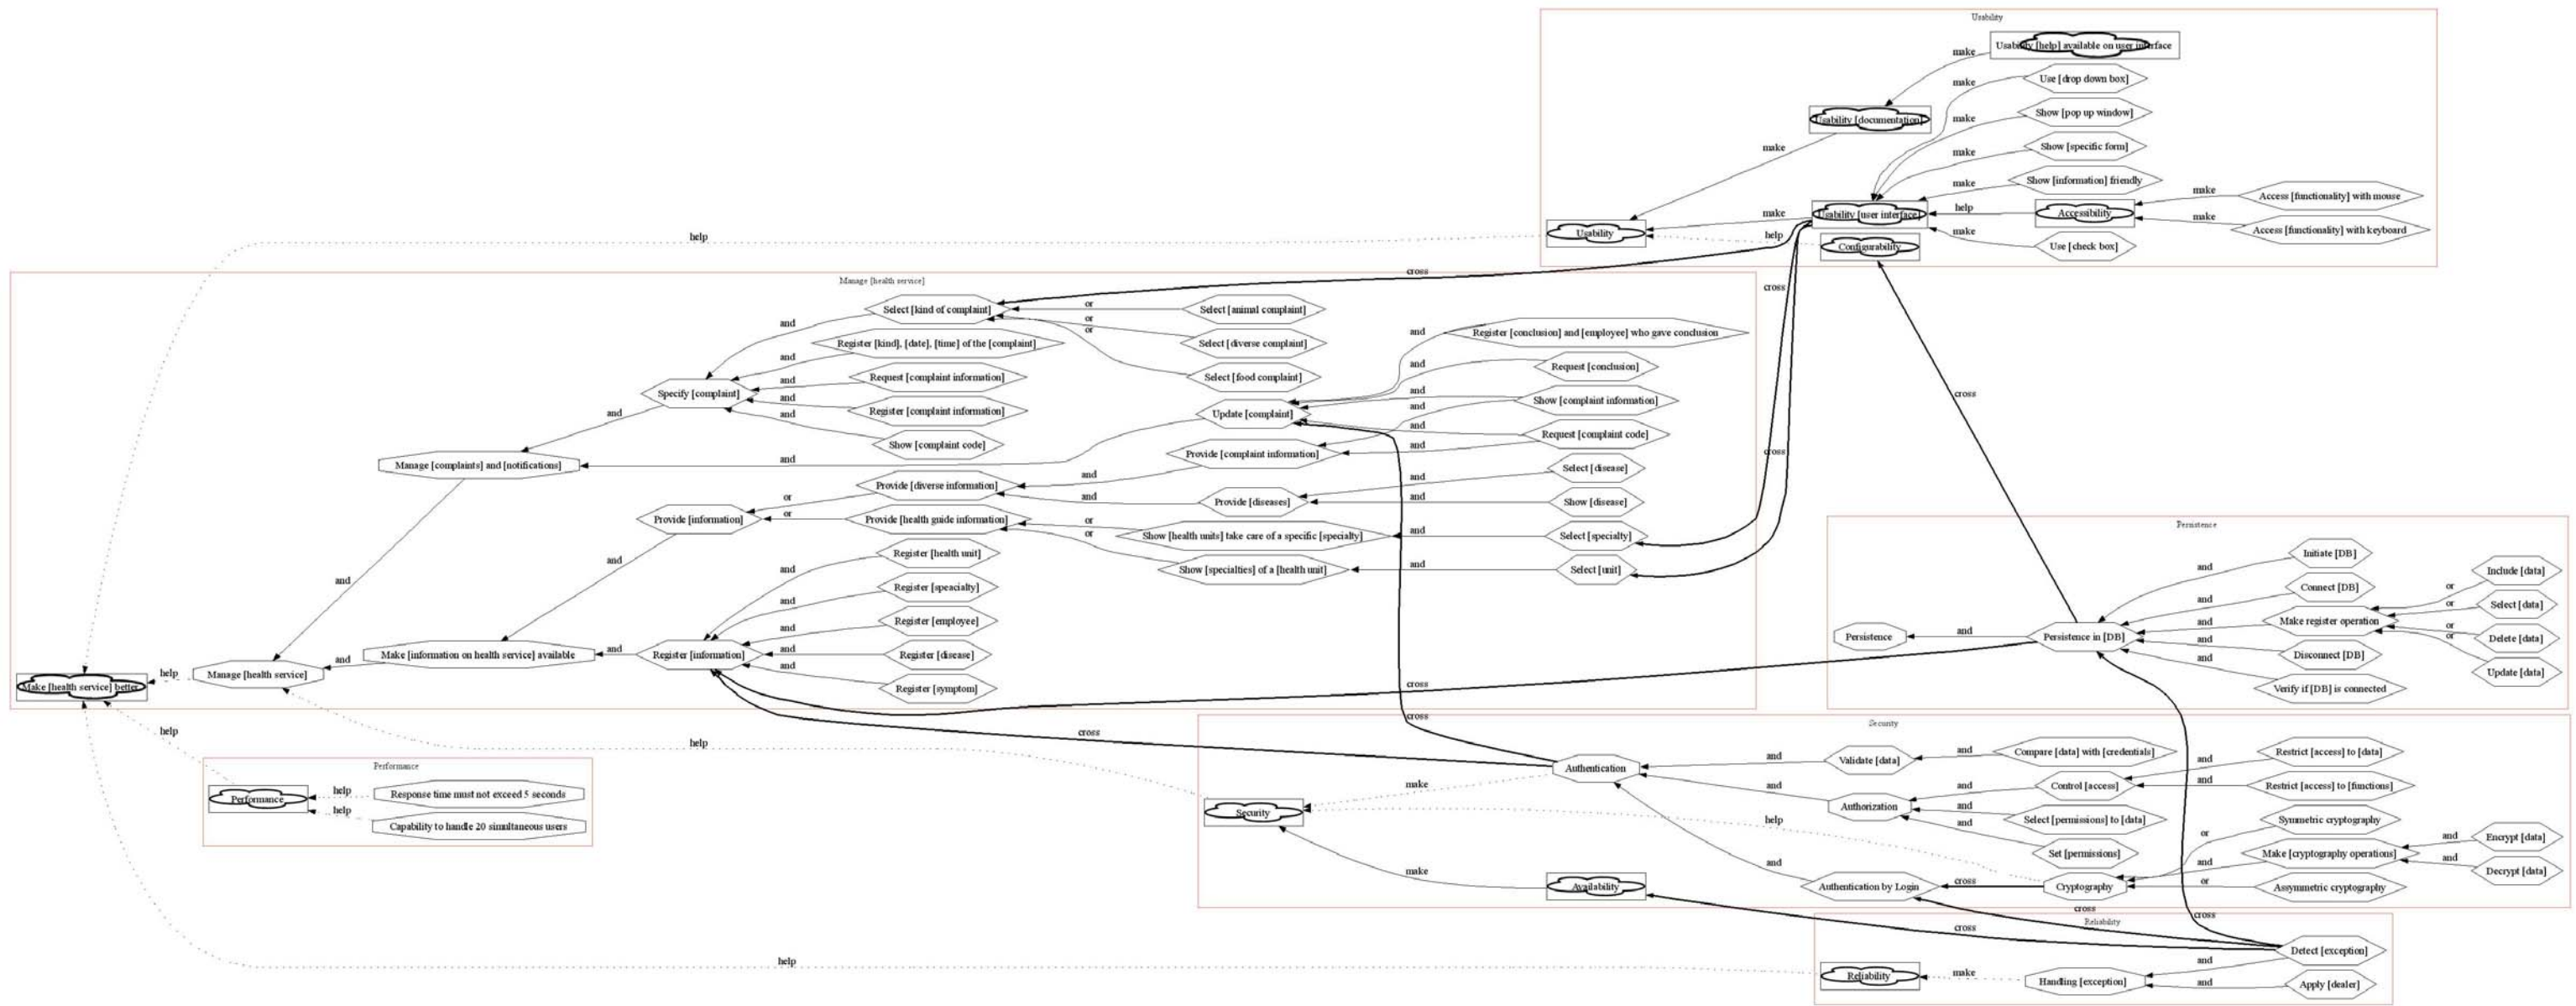 Usability
Usability [help] available on user interface
make
Use [drop down box]
make
Show [pop up window]
make
Usability [documentation]
Show [specific form]
make
make
Show [information] friendly
make
Access [functionality] with mouse
make
Usability [user interface]
make
help
Accessibility
make
Access [functionality] with keyboard
Usability
help
Configurability
make
Use [check box]
help
cross
Manage [health service]
cross
cross
cross
Select [kind of complaint]
or
Select [animal complaint]
and
or
or
Select [diverse complaint]
Register [kind], [date], [time] of the [complaint]
and
Select [food complaint]
Request [complaint information]
and
Specify [complaint]
Register [complaint information]
and
Show [complaint code]
and
and
Register [conclusion] and [employee] who gave conclusion
and
Request [conclusion]
and
Show [complaint information]
and
and
Update [complaint]
Request [complaint code]
and
and
Provide [complaint information]
Manage [complaints] and [notifications]
and
Select [disease]
and
Provide [diverse information]
and
or
and
Provide [diseases]
and
Show [disease]
Provide [information]
or
Provide [health guide information]
or
or
Show [health units] take care of a specific [specialty]
and
Select [specialty]
Show [specialties] of a [health unit]
and
Select [unit]
and
and
Register [health unit]
and
Register [speacialty]
and
Register [employee]
and
Register [disease]
and
Register [symptom]
and
Register [information]
and
Make [information on health service] available
and
Manage [health service]
help
Make [health service] better
Persistence
Initiate [DB]
and
Connect [DB]
and
Include [data]
or
Select [data]
or
Make register operation
and
Delete [data]
or
or
Update [data]
Persistence
and
Persistence in [DB]
Disconnect [DB]
and
Verify if [DB] is connected
and
cross
cross
cross
help
help
Performance
Performance
help
Response time must not exceed 5 seconds
help
Capability to handle 20 simultaneous users
Security
Authentication
and
Validate [data]
and
Compare [data] with [credentials]
Restrict [access] to [data]
and
make
and
Control [access]
and
Restrict [access] to [functions]
Security
Authorization
and
and
Select [permissions] to [data]
and
Set [permissions]
help
Symmetric cryptography
or
Make [cryptography operations]
and
and
Encrypt [data]
and
Decrypt [data]
Assymmetric cryptography
or
Cryptography
cross
Authentication by Login
and
Availability
make
cross
cross
cross
Reliability
Detect [exception]
and
Reliability
make
Handling [exception]
and
Apply [dealer]
help